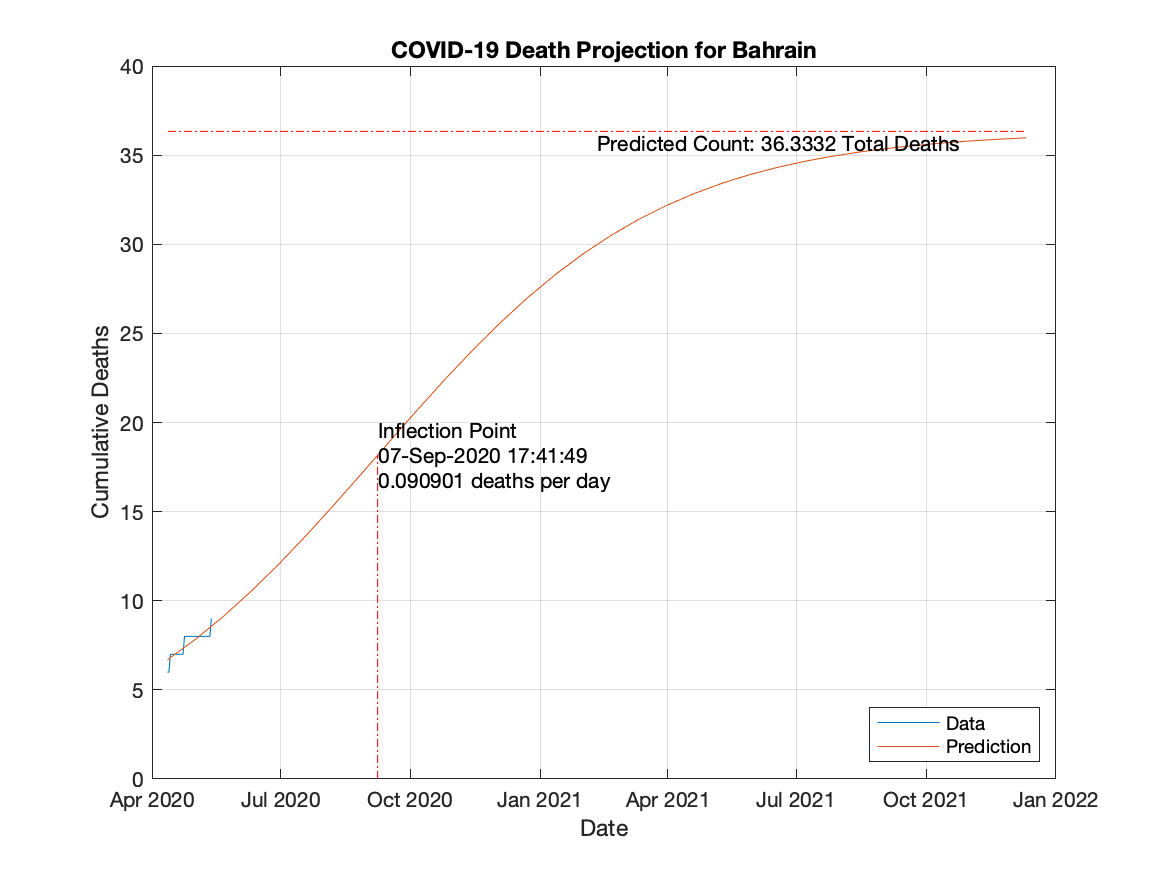 COVID-19 Death Projection for Bahrain
40
35
30
25
20
15
10
5
0
Cumulative Deaths
Predicted Count: 36.3332 Total Deaths
Inflection Point
07-Sep-2020 17:41:49
0.090901 deaths per day
Data
Prediction
Apr 2020 Jul 2020 Oct 2020 Jan 2021 Apr 2021 Jul 2021 Oct 2021 Jan 2022
Date